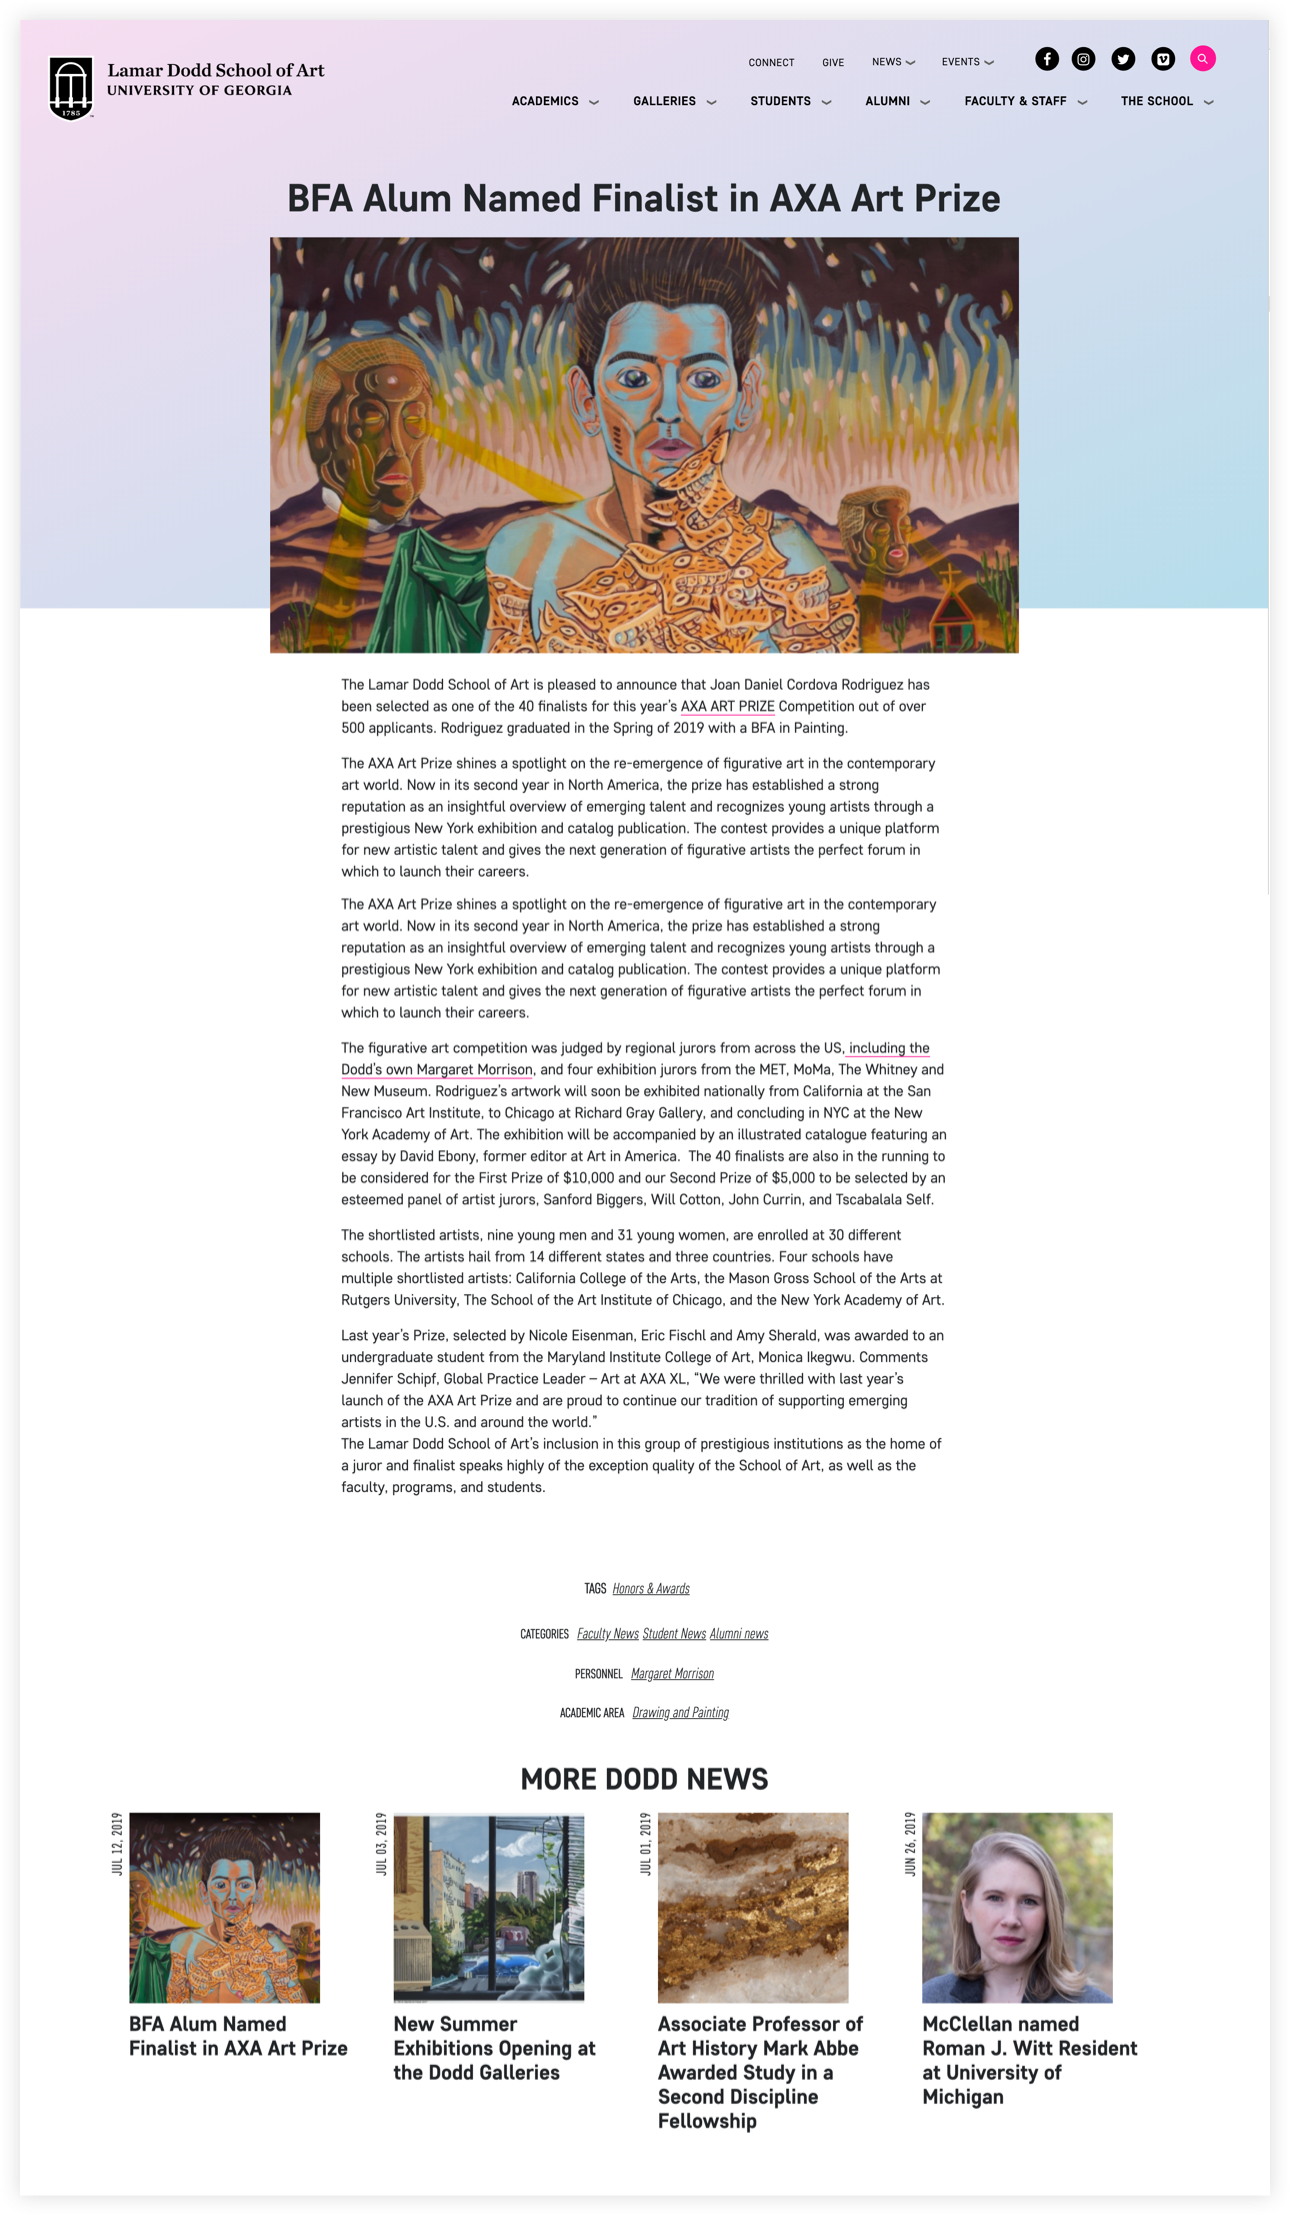 Lamar Dodd School of Art
UNIVERSITY OF GEORGIA
1785
CONNECT GIVE NEWS EVENTS
ACADEMICS GALLERIES STUDENTS ALUMNI FACULTY & STAFF THE SCHOOL
BFA Alum Named Finalist in AXA Art Prize
The Lamar Dodd School of Art is pleased to announce that Joan Daniel Cordova Rodriguez has
been selected as one of the 40 finalists for this year's AXA ART PRIZE Competition out of over
500 applicants. Rodriguez graduated in the Spring of 2019 with a BFA in Painting.
The AXA Art Prize shines a spotlight on the re-emergence of figurative art in the contemporary
art world. Now in its second year in North America, the prize has established a strong
reputation as an insightful overview of emerging talent and recognizes young artists through a
prestigious New York exhibition and catalog publication. The contest provides a unique platform
for new artistic talent and gives the next generation of figurative artists the perfect forum in
which to launch their careers.
The AXA Art Prize shines a spotlight on the re-emergence of figurative art in the contemporary
art world. Now in its second year in North America, the prize has established a strong
reputation as an insightful overview of emerging talent and recognizes young artists through a
prestigious New York exhibition and catalog publication. The contest provides a unique platform
for new artistic talent and gives the next generation of figurative artists the perfect forum in
which to launch their careers.
The figurative art competition was judged by regional jurors from across the US, including the
Dodd's own Margaret Morrison, and four exhibition jurors from the MET, MoMa, The Whitney and
New Museum. Rodriguez's artwork will soon be exhibited nationally from California at the San
Francisco Art Institute, to Chicago at Richard Gray Gallery, and concluding in NYC at the New
York Academy of Art. The exhibition will be accompanied by an illustrated catalogue featuring an
essay by David Ebony, former editor at Art in America.  The 40 finalists are also in the running to
be considered for the First Prize of $10,000 and our Second Prize of $5,000 to be selected by an
esteemed panel of artist jurors, Sanford Biggers, Will Cotton, John Currin, and Tscabalala Self.
The shortlisted artists, nine young men and 31 young women, are enrolled at 30 different
schools. The artists hail from 14 different states and three countries. Four schools have
multiple shortlisted artists: California College of the Arts, the Mason Gross School of the Arts at
Rutgers University, The School of the Art Institute of Chicago, and the New York Academy of Art.
Last year's Prize, selected by Nicole Eisenman, Eric Fischl and Amy Sherald, was awarded to an
undergraduate student from the Maryland Institute College of Art, Monica Ikegwu. Comments
Jennifer Schipf, Global Practice Leader – Art at AXA XL, “We were thrilled with last year's
launch of the AXA Art Prize and are proud to continue our tradition of supporting emerging
artists in the U.S. and around the world.”
The Lamar Dodd School of Art's inclusion in this group of prestigious institutions as the home of
a juror and finalist speaks highly of the exception quality of the School of Art, as well as the
faculty, programs, and students.
TAGS Honors & Awards
CATEGORIES Faculty News Student News Alumni news
PERSONNEL Margaret Morrison
ACADEMIC AREA Drawing and Painting
MORE DODD NEWS
JUL 12, 2019
BFA Alum Named
Finalist in AXA Art Prize
JUL 03, 2019
New Summer
Exhibitions Opening at
the Dodd Galleries
JUL 01, 2019
Associate Professor of
Art History Mark Abbe
Awarded Study in a
Second Discipline
Fellowship
JUN 26, 2019
McClellan named
Roman J. Witt Resident
at University of
Michigan